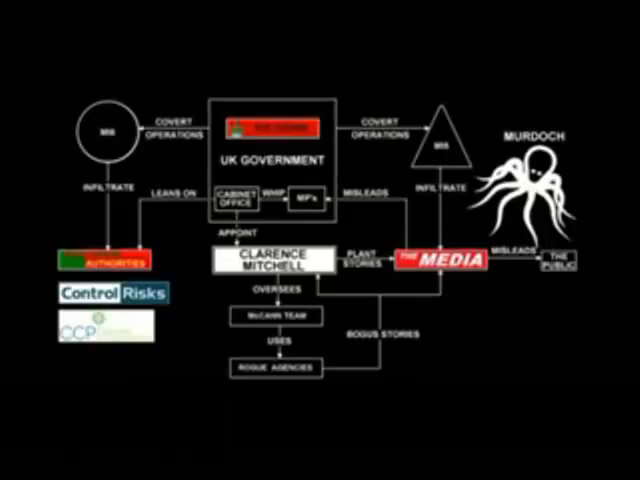 COVERT
OPERATIONS
COVERT
OPERATIONS
MURDOCH
MI6
MI5
UK GOVERNMENT
INFILTRATE
LEANS ON
CABINET
OFFICE
WHIP
MP's
MISLEADS
INFILTRATE
APPOINT
AUTHORITIES
CLARENCE
MITCHELL
PLANT
STORIES
THE MEDIA
MISLEADS
THE
PUBLIC
Control Risks
OVERSEES
McCANN TEAM
CCP
USES
BOGUS STORIES
ROGUE AGENCIES